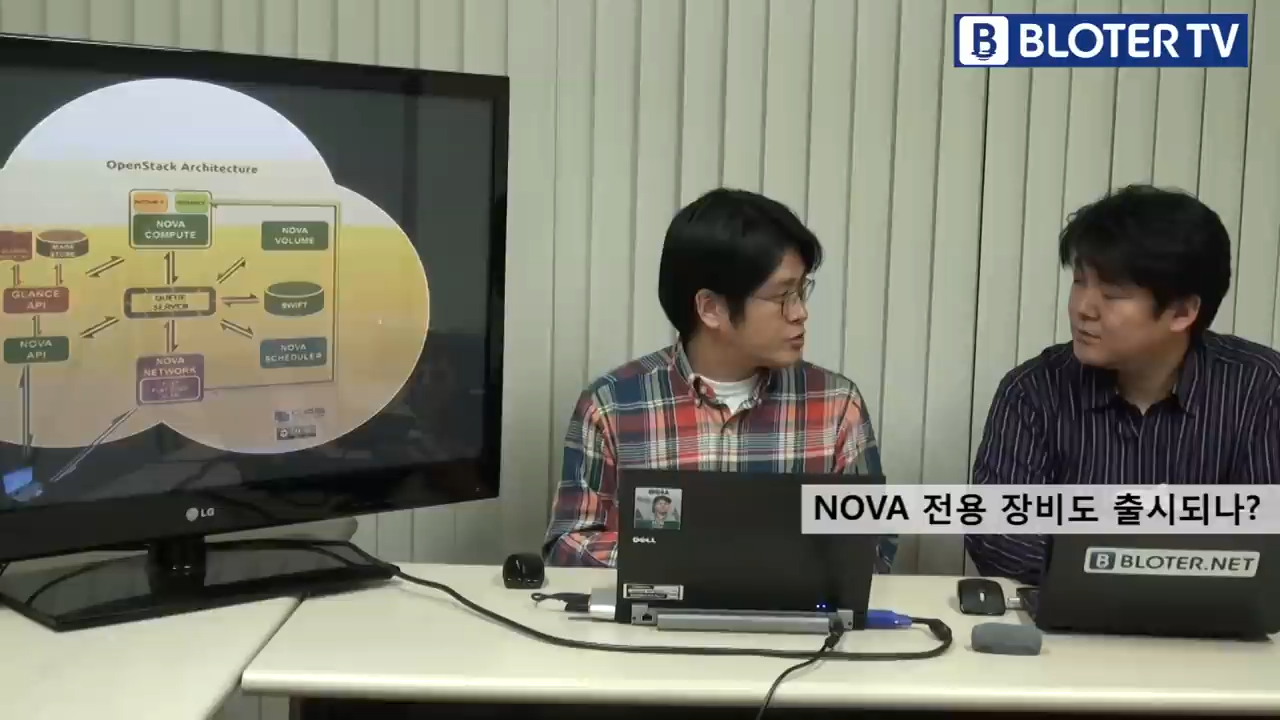 BLOTER TV
OpenStack Architecture
NOVA
COMPUTE
NOVA
VOLUME
GLANCE
API
QUEUE
SERVER
SWIFT
NOVA
API
NOVA
NETWORK
NOVA
SCHEDULER
LG
DELL
NOVA 전용 장비도 출시되나?
BLOTER.NET